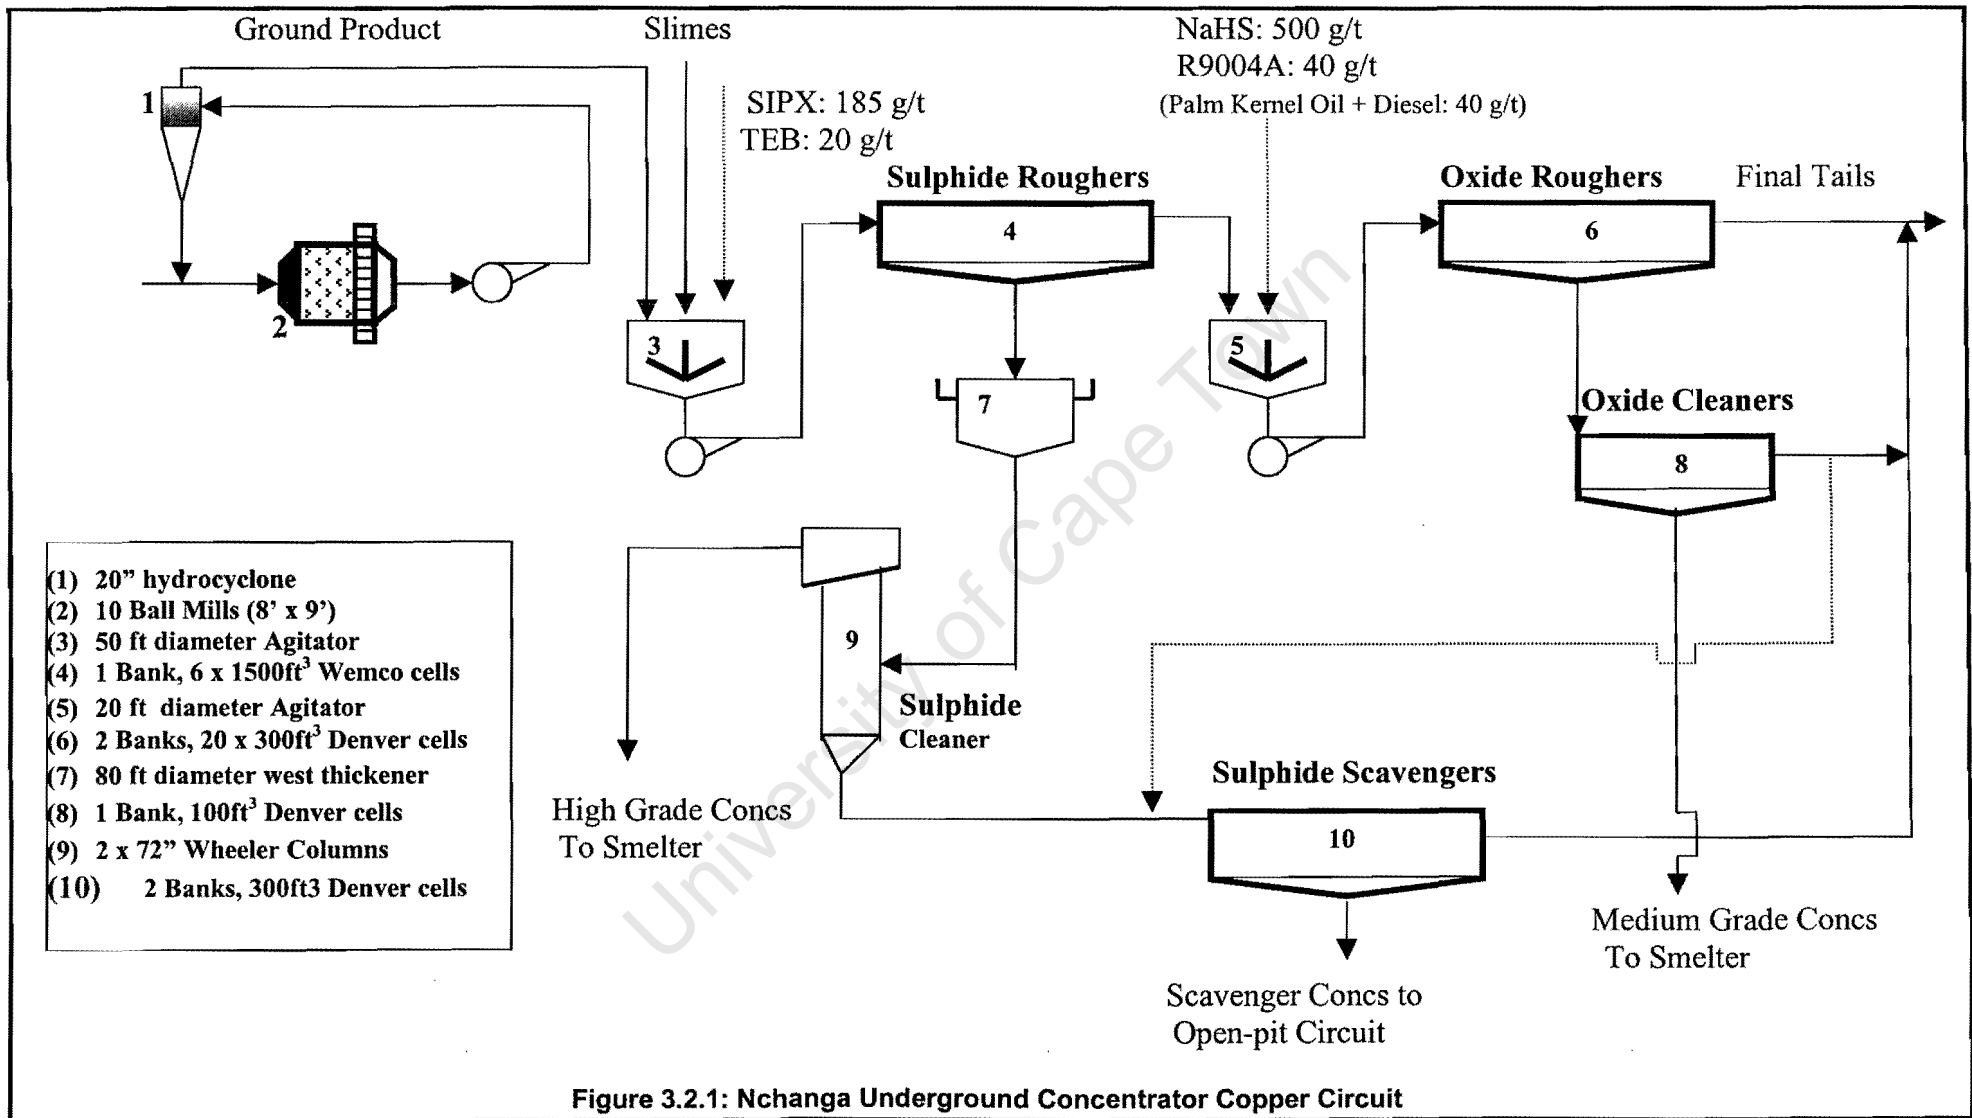 Ground Product
Slimes
NaHS: 500 g/t
R9004A: 40 g/t
(Palm Kernel Oil + Diesel: 40 g/t)
SIPX: 185 g/t
TEB: 20 g/t
1
2
3
Sulphide Roughers
4
5
Oxide Roughers
6
Final Tails
7
Oxide Cleaners
8
9
Sulphide
Cleaner
High Grade Concs
To Smelter
Sulphide Scavengers
10
Scavenger Concs to
Open-pit Circuit
Medium Grade Concs
To Smelter
(1) 20” hydrocyclone
(2) 10 Ball Mills (8’ x 9’)
(3) 50 ft diameter Agitator
(4) 1 Bank, 6 x 1500ft³ Wemco cells
(5) 20 ft diameter Agitator
(6) 2 Banks, 20 x 300ft³ Denver cells
(7) 80 ft diameter west thickener
(8) 1 Bank, 100ft³ Denver cells
(9) 2 x 72” Wheeler Columns
(10) 2 Banks, 300ft3 Denver cells
University of Cape Town
Figure 3.2.1: Nchanga Underground Concentrator Copper Circuit